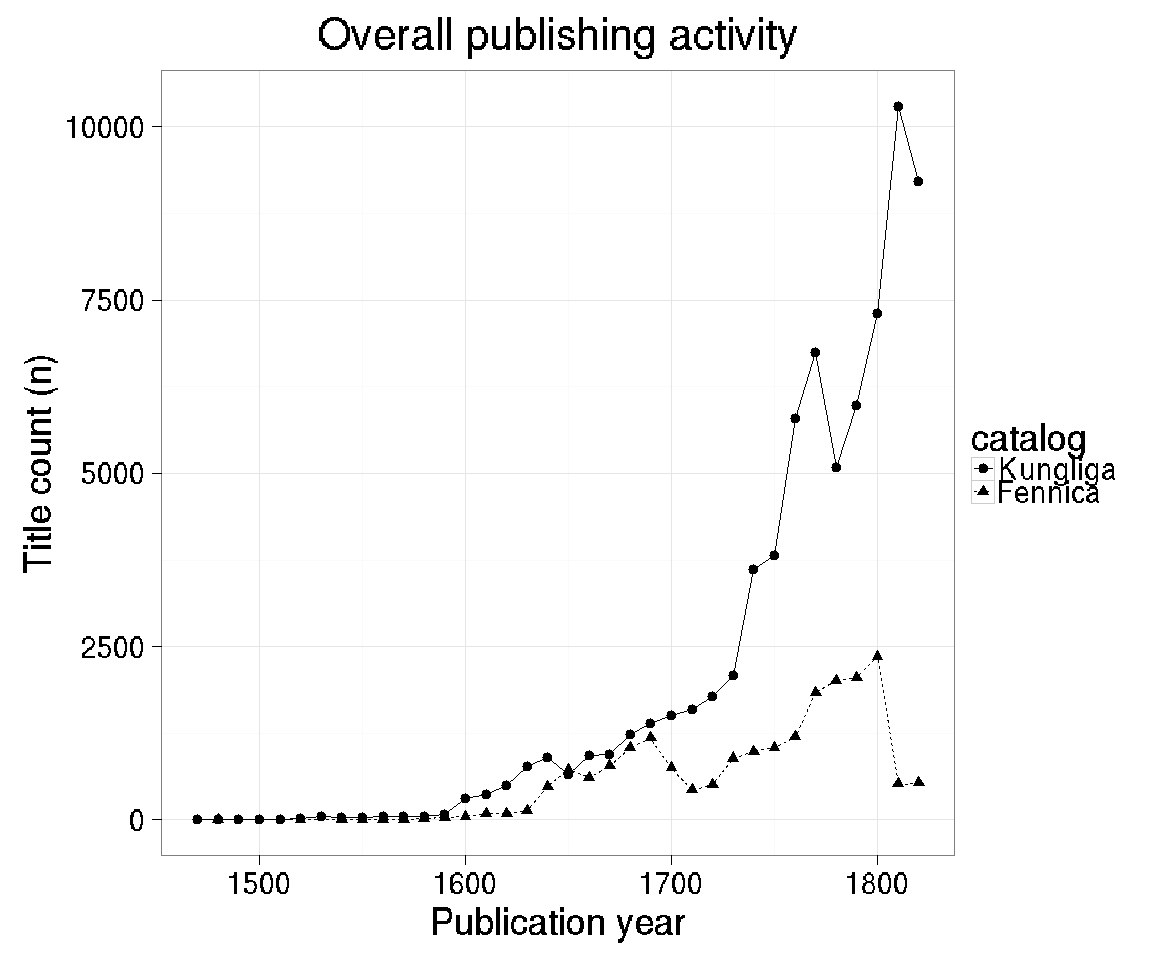 Overall publishing activity
10000
7500
5000
2500
0
Title count (n)
1500 1600 1700 1800
Publication year
catalog
Kungliga
Fennica